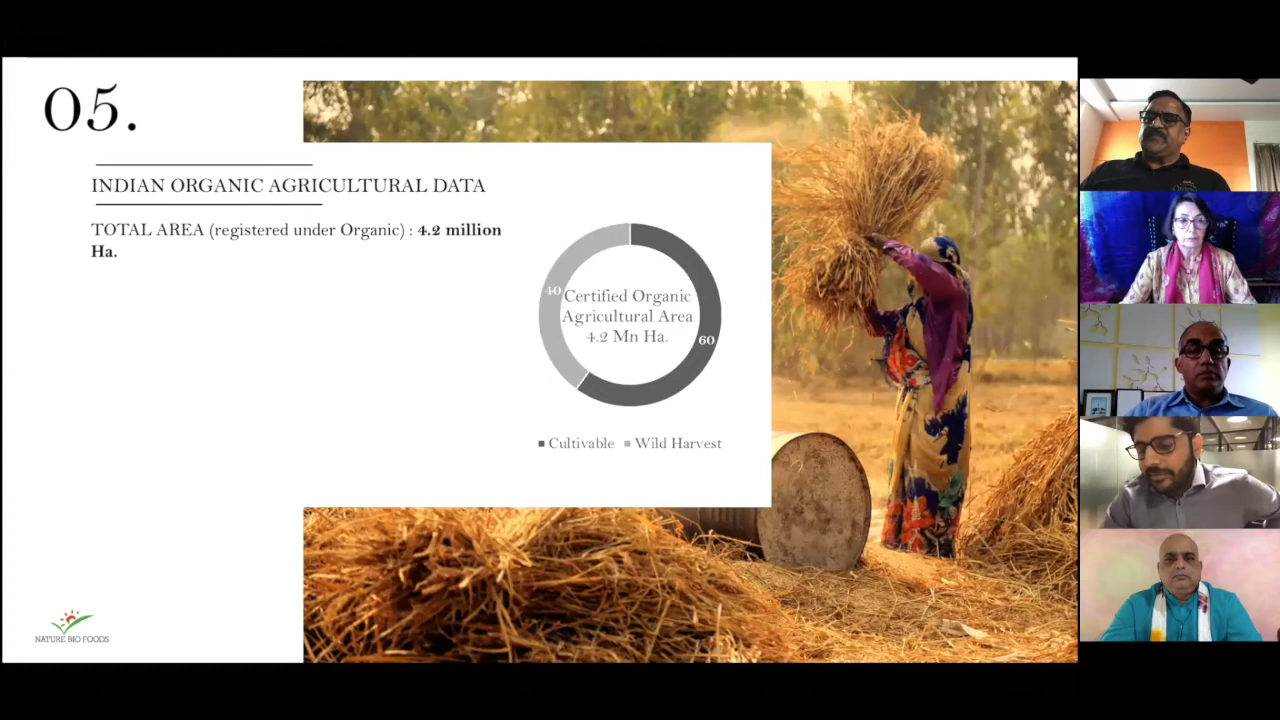 05.
INDIAN ORGANIC AGRICULTURAL DATA
TOTAL AREA (registered under Organic) : 4.2 million
Ha.
40
Certified Organic
Agricultural Area
4.2 Mn Ha.
60
Cultivable
Wild Harvest
NATURE BIO FOODS